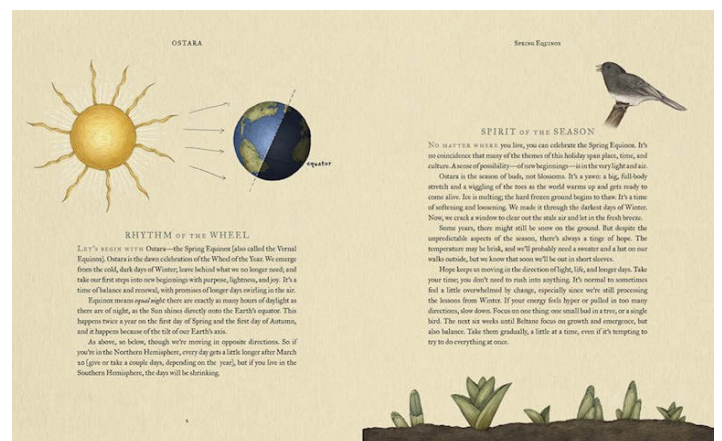 OSTARA
equator
RHYTHM OF THE WHEEL
LET'S BEGIN WITH Ostara—the Spring Equinox [also called the Vernal
Equinox]. Ostara is the dawn celebration of the Wheel of the Year. We emerge
from the cold, dark days of Winter; leave behind what we no longer need; and
take our first steps into new beginnings with purpose, lightness, and joy. It's a
time of balance and renewal, with promises of longer days swirling in the air.
Equinox means equal night: there are exactly as many hours of daylight as
there are of night, as the Sun shines directly onto the Earth's equator. This
happens twice a year on the first day of Spring and the first day of Autumn,
and it happens because of the tilt of our Earth's axis.
As above, so below, though we're moving in opposite directions. So if
you're in the Northern Hemisphere, every day gets a little longer after March
20 [give or take a couple days, depending on the year], but if you live in the
Southern Hemisphere, the days will be shrinking.
SPRING EQUINOX
SPIRIT OF THE SEASON
NO MATTER WHERE you live, you can celebrate the Spring Equinox. It's
no coincidence that many of the themes of this holiday span place, time, and
culture. A sense of possibility—of new beginnings—is in the very light and air.
Ostara is the season of buds, not blossoms. It's a yawn: a big, full-body
stretch and a wiggling of the toes as the world warms up and gets ready to
come alive. Ice is melting; the hard frozen ground begins to thaw. It's a time
of softening and loosening. We made it through the darkest days of Winter.
Now, we crack a window to clear out the stale air and let in the fresh breeze.
Some years, there might still be snow on the ground. But despite the
unpredictable aspects of the season, there's always a tinge of hope. The
temperature may be brisk, and we'll probably need a sweater and a hat on our
walks outside, but we know that soon we'll be out in short sleeves.
Hope keeps us moving in the direction of light, life, and longer days. Take
your time; you don't need to rush into anything. It's normal to sometimes
feel a little overwhelmed by change, especially since we're still processing
the lessons from Winter. If your energy feels hyper or pulled in too many
directions, slow down. Focus on one thing: one small bud in a tree, or a single
bird. The next six weeks until Beltane focus on growth and emergence, but
also balance. Take them gradually, a little at a time, even if it's tempting to
try to do everything at once.